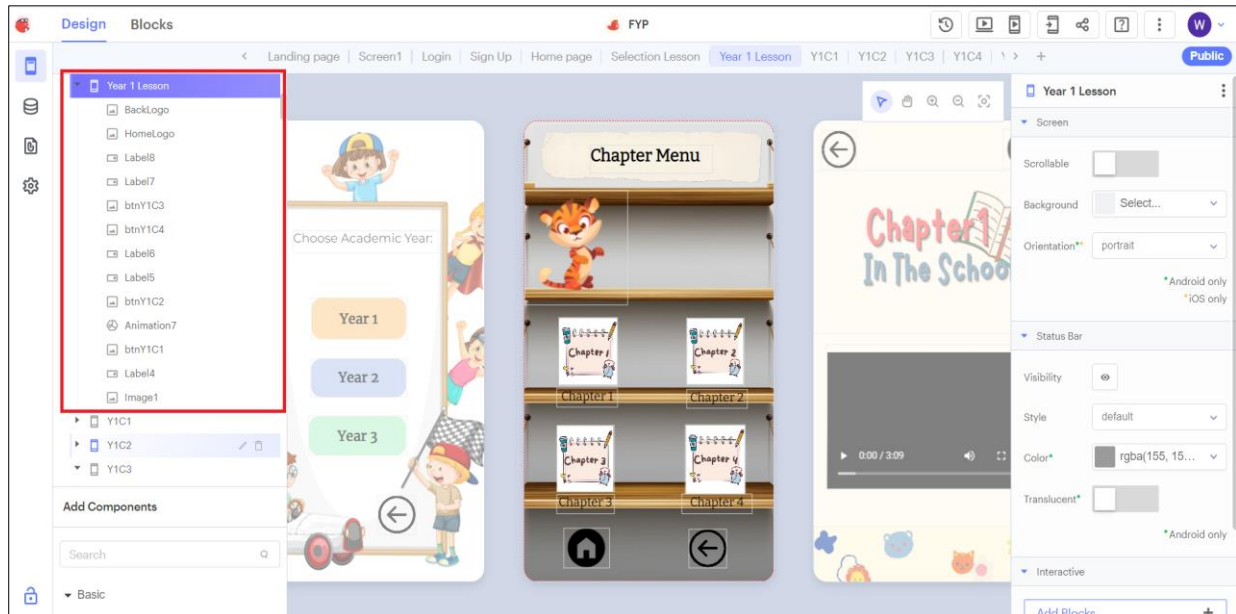 Design Blocks FYP ? W
Landing page Screen1 Login Sign Up Home page Selection Lesson Year 1 Lesson Y1C1 Y1C2 Y1C3 Y1C4 Public
Year 1 Lesson
BackLogo
HomeLogo
Label8
Label7
btnY1C3
btnY1C4
Label6
Label5
btnY1C2
Animation7
btnY1C1
Label4
Image1
Y1C1
Y1C2
Y1C3
Add Components
Search
Basic
Choose Academic Year:
Year 1
Year 2
Year 3
Chapter Menu
Chapter 1
Chapter 2
Chapter 1
Chapter 2
Chapter 3
Chapter 4
Chapter 3
Chapter 4
Chapter1
In The Schoo
0:00 / 3:09
Year 1 Lesson
Screen
Scrollable
Background Select...
Orientation** portrait
*Android only
*iOS only
Status Bar
Visibility
Style default
Color* rgba(155, 15...
Translucent*
*Android only
Interactive
Add Blocks +